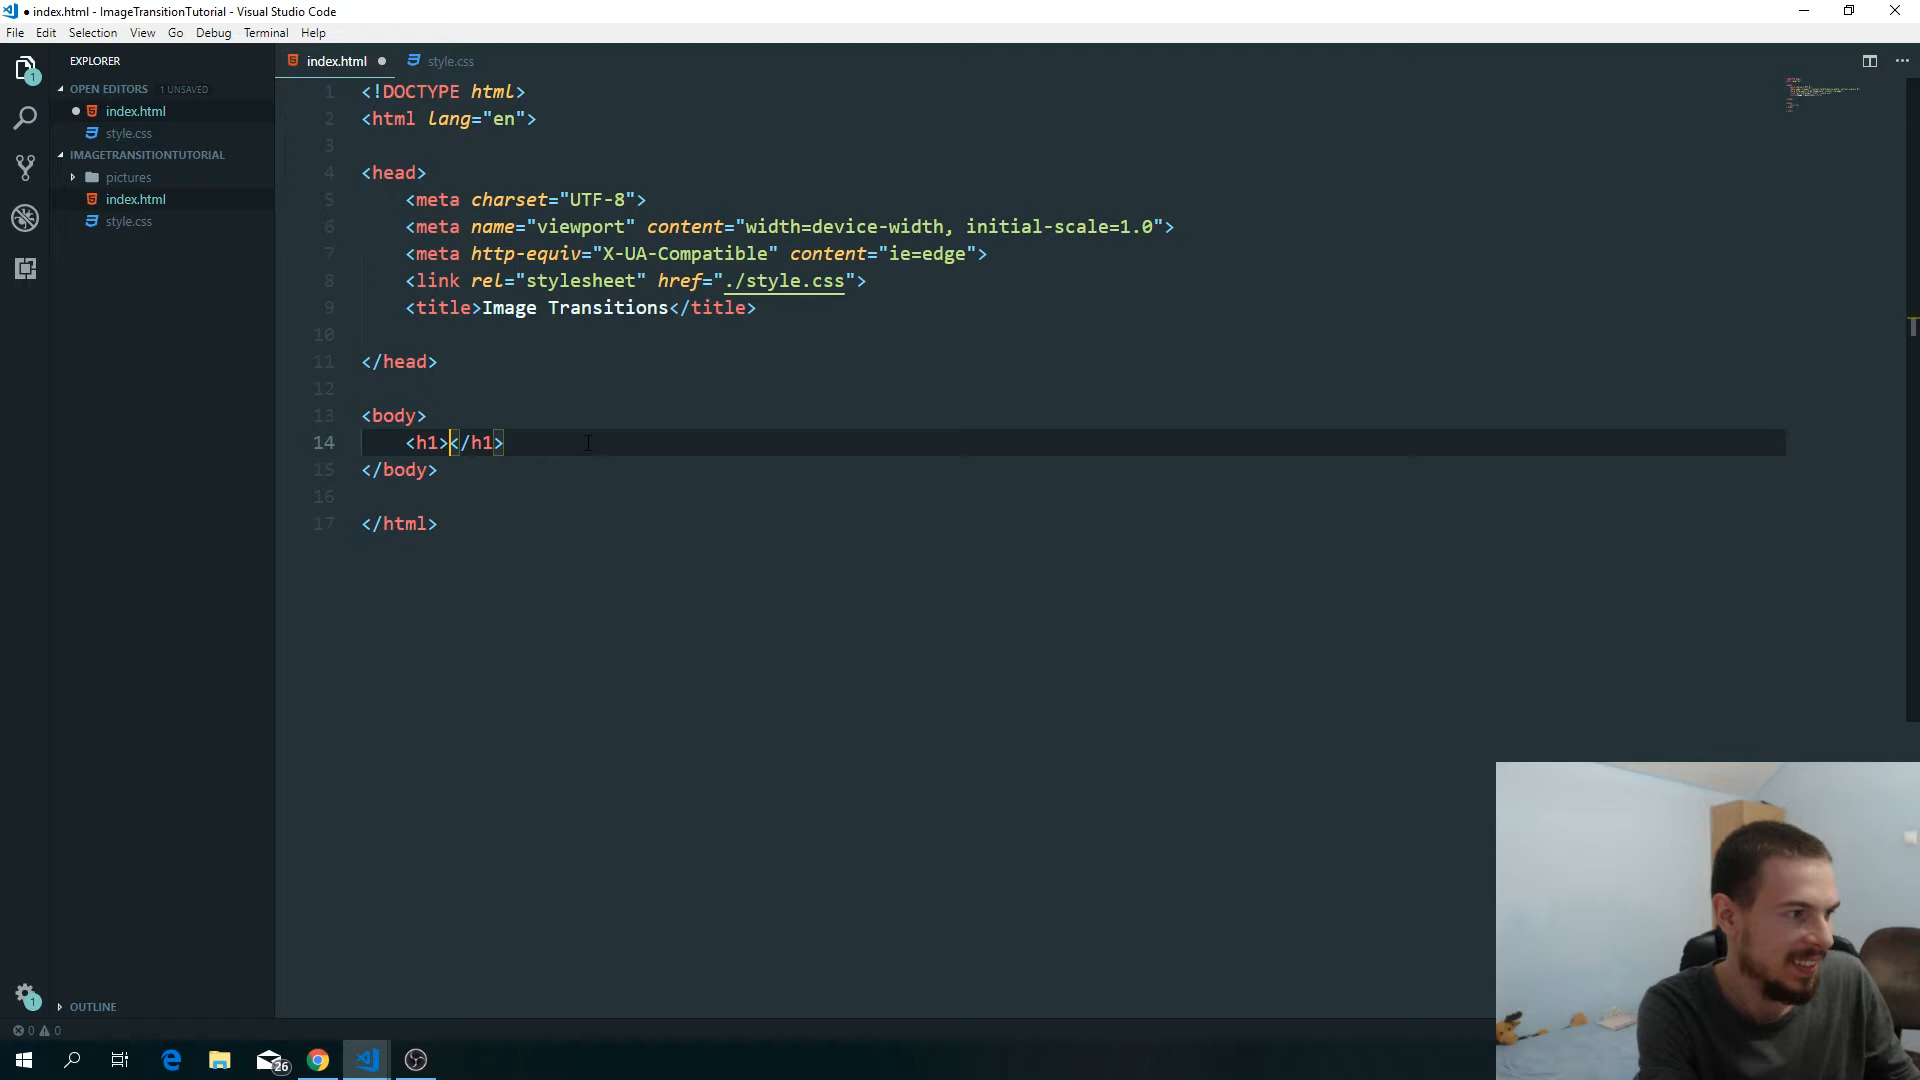 ● index.html - ImageTransitionTutorial - Visual Studio Code
File Edit Selection View Go Debug Terminal Help
EXPLORER
OPEN EDITORS 1 UNSAVED
index.html
style.css
IMAGETRANSITIONTUTORIAL
pictures
index.html
style.css
OUTLINE
1
1
index.html ●
style.css
1 <!DOCTYPE html>
2 <html lang="en">
3
4 <head>
5 <meta charset="UTF-8">
6 <meta name="viewport" content="width=device-width, initial-scale=1.0">
7 <meta http-equiv="X-UA-Compatible" content="ie=edge">
8 <link rel="stylesheet" href="./style.css">
9 <title>Image Transitions</title>
10
11 </head>
12
13 <body>
14 <h1></h1>
15 </body>
16
17 </html>
0 0
26